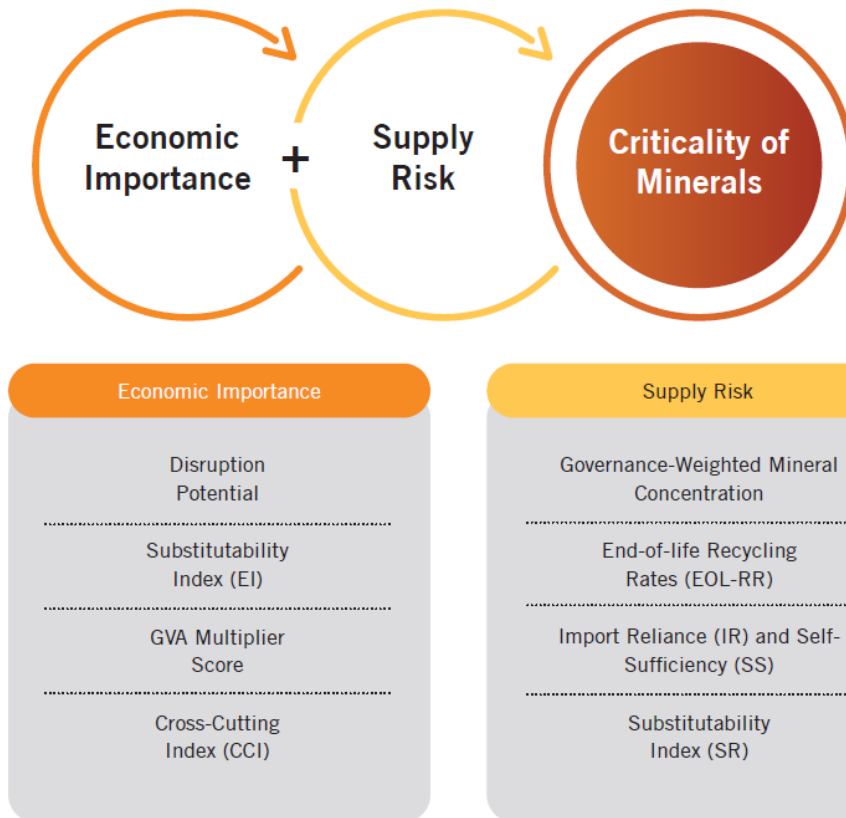 Economic
Importance
+
Supply
Risk
Criticality of
Minerals
Economic Importance
Disruption
Potential
Substitutability
Index (EI)
GVA Multiplier
Score
Cross-Cutting
Index (CCI)
Supply Risk
Governance-Weighted Mineral
Concentration
End-of-life Recycling
Rates (EOL-RR)
Import Reliance (IR) and Self-
Sufficiency (SS)
Substitutability
Index (SR)